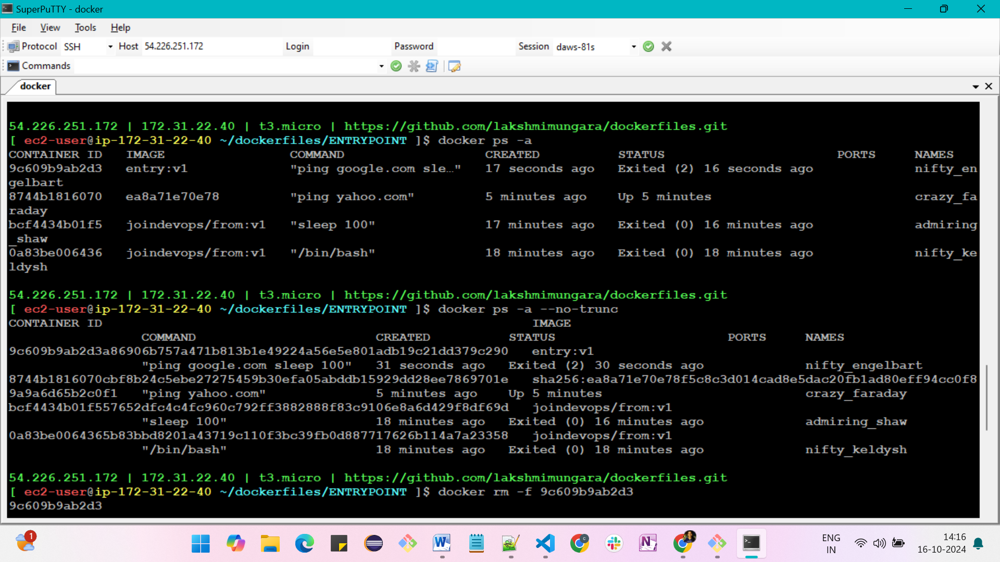 SuperPuTTY - docker
File View Tools Help
Protocol SSH Host 54.226.251.172 Login Password Session daws-81s
Commands
docker
54.226.251.172 | 172.31.22.40 | t3.micro | https://github.com/lakshmimungara/dockerfiles.git
[ ec2-user@ip-172-31-22-40 ~/dockerfiles/ENTRYPOINT ]$ docker ps -a
CONTAINER ID IMAGE COMMAND CREATED STATUS PORTS NAMES
9c609b9ab2d3 entry:v1 "ping google.com sle…" 17 seconds ago Exited (2) 16 seconds ago nifty_en
gelbart
8744b1816070 ea8a71e70e78 "ping yahoo.com" 5 minutes ago Up 5 minutes crazy_fa
raday
bcf4434b01f5 joindevops/from:v1 "sleep 100" 17 minutes ago Exited (0) 16 minutes ago admiring
_shaw
0a83be006436 joindevops/from:v1 "/bin/bash" 18 minutes ago Exited (0) 18 minutes ago nifty_ke
ldysh
54.226.251.172 | 172.31.22.40 | t3.micro | https://github.com/lakshmimungara/dockerfiles.git
[ ec2-user@ip-172-31-22-40 ~/dockerfiles/ENTRYPOINT ]$ docker ps -a --no-trunc
CONTAINER ID IMAGE
COMMAND CREATED STATUS PORTS NAMES
9c609b9ab2d3a86906b757a471b813b1e49224a56e5e801adb19c21dd379c290 entry:v1
"ping google.com sleep 100" 31 seconds ago Exited (2) 30 seconds ago nifty_engelbart
8744b1816070cbf8b24c5ebe27275459b30efa05abddb15929dd28ee7869701e sha256:ea8a71e70e78f5c8c3d014cad8e5dac20fb1ad80eff94cc0f8
9a9a6d65b2c0f1 "ping yahoo.com" 5 minutes ago Up 5 minutes crazy_faraday
bcf4434b01f557652dfc4c4fc960c792ff3882888f83c9106e8a6d429f8df69d joindevops/from:v1
"sleep 100" 18 minutes ago Exited (0) 16 minutes ago admiring_shaw
0a83be0064365b83bbd8201a43719c110f3bc39fb0d887717626b114a7a23358 joindevops/from:v1
"/bin/bash" 18 minutes ago Exited (0) 18 minutes ago nifty_keldysh
54.226.251.172 | 172.31.22.40 | t3.micro | https://github.com/lakshmimungara/dockerfiles.git
[ ec2-user@ip-172-31-22-40 ~/dockerfiles/ENTRYPOINT ]$ docker rm -f 9c609b9ab2d3
9c609b9ab2d3
1
ENG 14:16
IN 16-10-2024